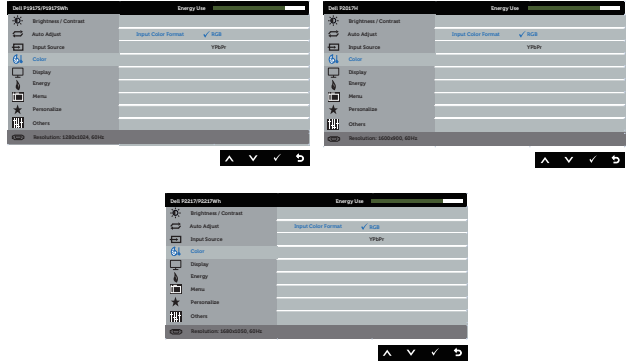 Dell P1917S/P1917SWh Energy Use
Brightness / Contrast
Auto Adjust Input Color Format ✓ RGB
Input Source YPbPr
Color
Display
Energy
Menu
Personalize
Others
Resolution: 1280x1024, 60Hz
Dell P2017H Energy Use
Brightness / Contrast
Auto Adjust Input Color Format ✓ RGB
Input Source YPbPr
Color
Display
Energy
Menu
Personalize
Others
Resolution: 1600x900, 60Hz
Dell P2217/P2217Wh Energy Use
Brightness / Contrast
Auto Adjust Input Color Format ✓ RGB
Input Source YPbPr
Color
Display
Energy
Menu
Personalize
Others
Resolution: 1680x1050, 60Hz